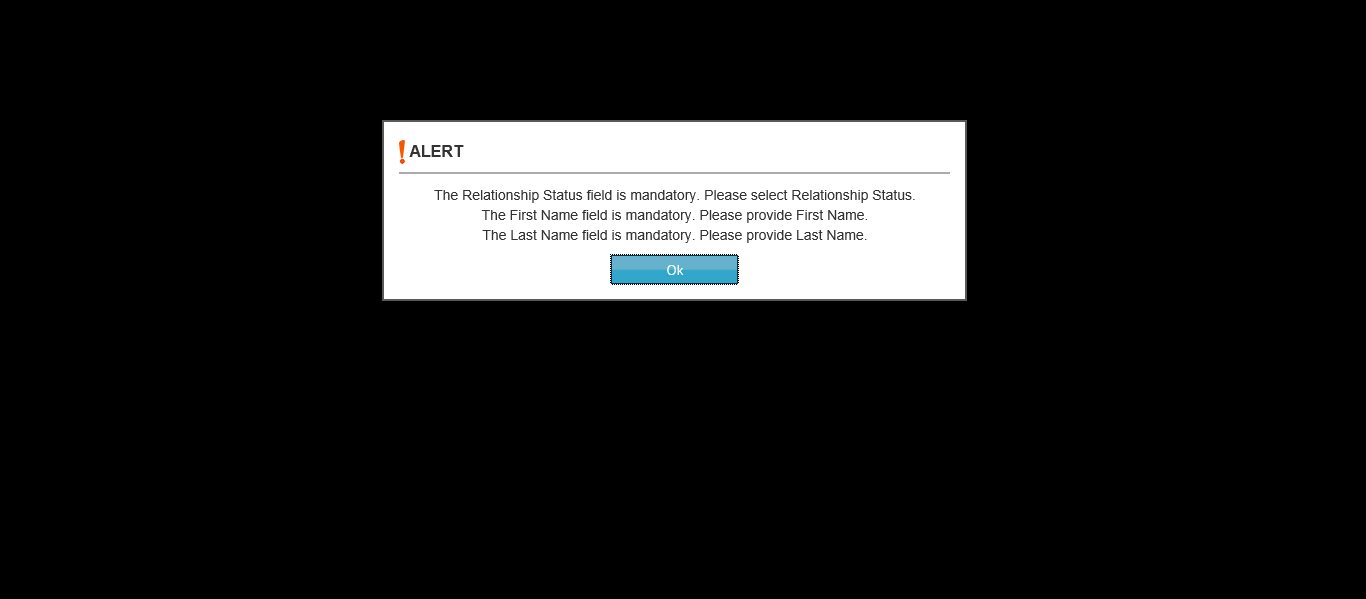 ALERT
The Relationship Status field is mandatory. Please select Relationship Status.
The First Name field is mandatory. Please provide First Name.
The Last Name field is mandatory. Please provide Last Name.
Ok